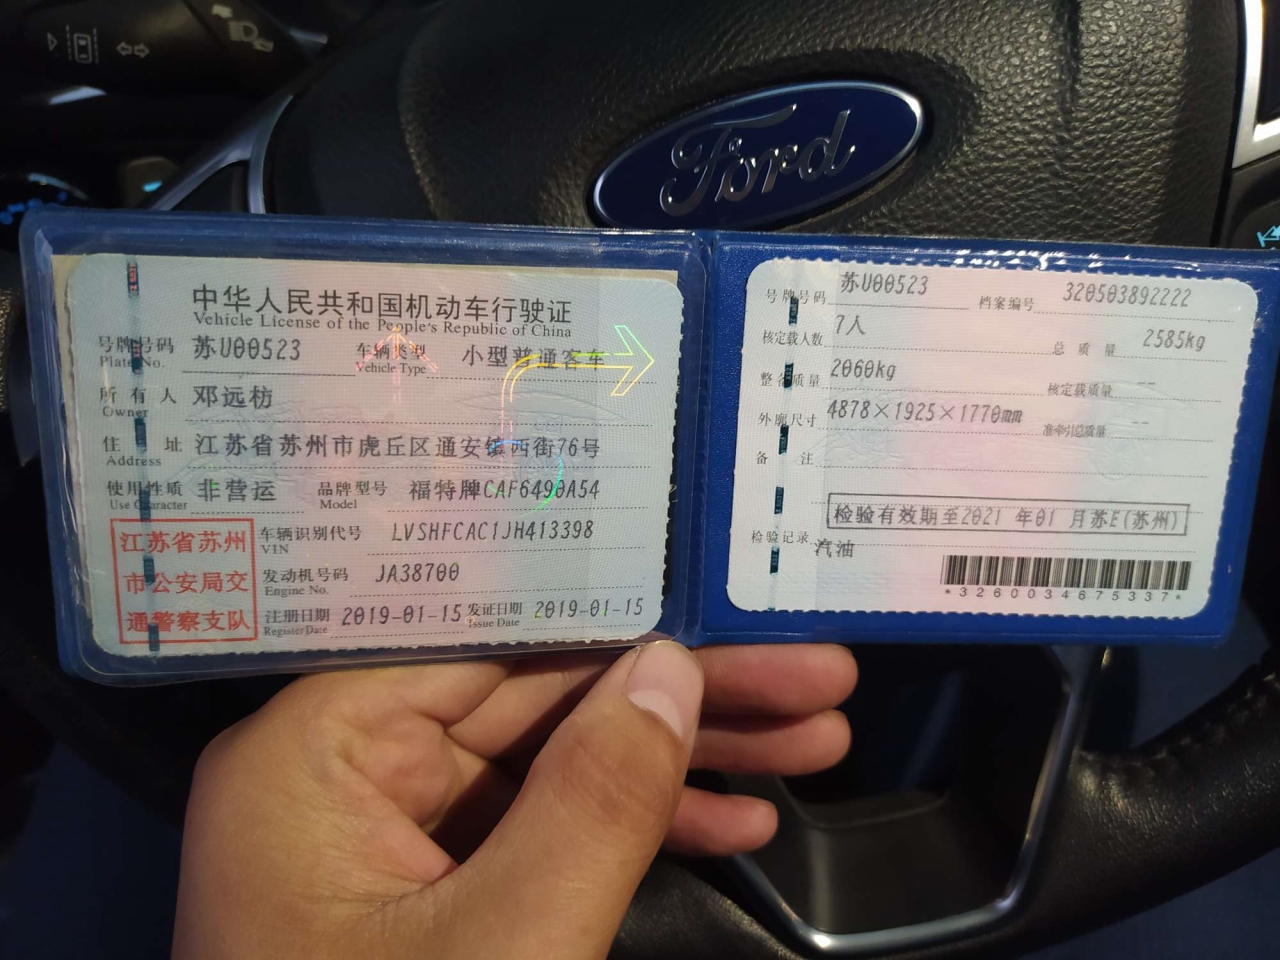 Ford
中华人民共和国机动车行驶证
Vehicle License of the People's Republic of China
号牌号码 苏U00523 车辆类型 小型普通客车
Plate No. Vehicle Type
所有人 邓远枋
Owner
住址 江苏省苏州市虎丘区通安镇西街76号
Address
使用性质 非营运 品牌型号 福特牌CAF6490A54
Use Character Model
江苏省苏州
市公安局交
通警察支队
车辆识别代号 LVSHFCAC1JH413398
VIN
发动机号码 JA38700
Engine No.
注册日期 2019-01-15 发证日期 2019-01-15
Register Date Issue Date
号牌号码 苏U00523 档案编号 320503892222
核定载人数 7人 总质量 2585kg
整备质量 2060kg 核定载质量 --
外廓尺寸 4878×1925×1770mm 准牵引总质量 --
备注
检验有效期至2021 年01 月苏E(苏州)
检验记录 汽油
*3260034675337*